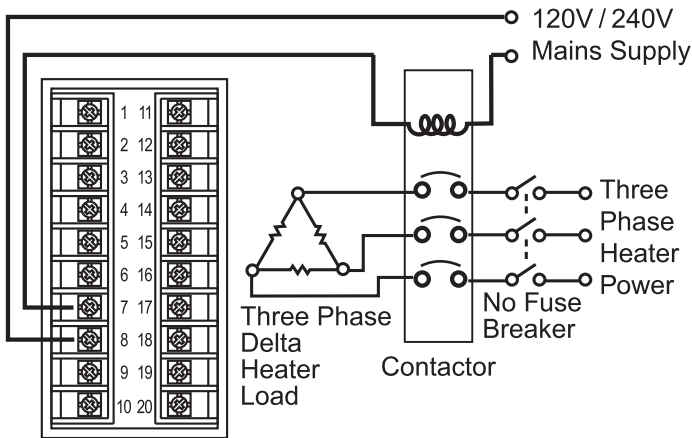 120V / 240V
Mains Supply
1 11
2 12
3 13
4 14
5 15
6 16
7 17
8 18
9 19
10 20
Three
Phase
Heater
Power
No Fuse
Breaker
Three Phase
Delta
Heater
Load
Contactor